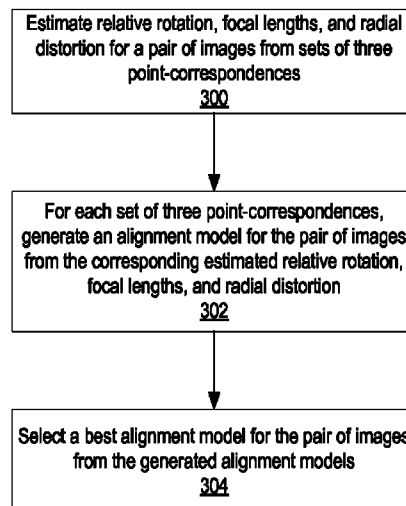 Estimate relative rotation, focal lengths, and radial
distortion for a pair of images from sets of three
point-correspondences
300
For each set of three point-correspondences,
generate an alignment model for the pair of images
from the corresponding estimated relative rotation,
focal lengths, and radial distortion
302
Select a best alignment model for the pair of images
from the generated alignment models
304